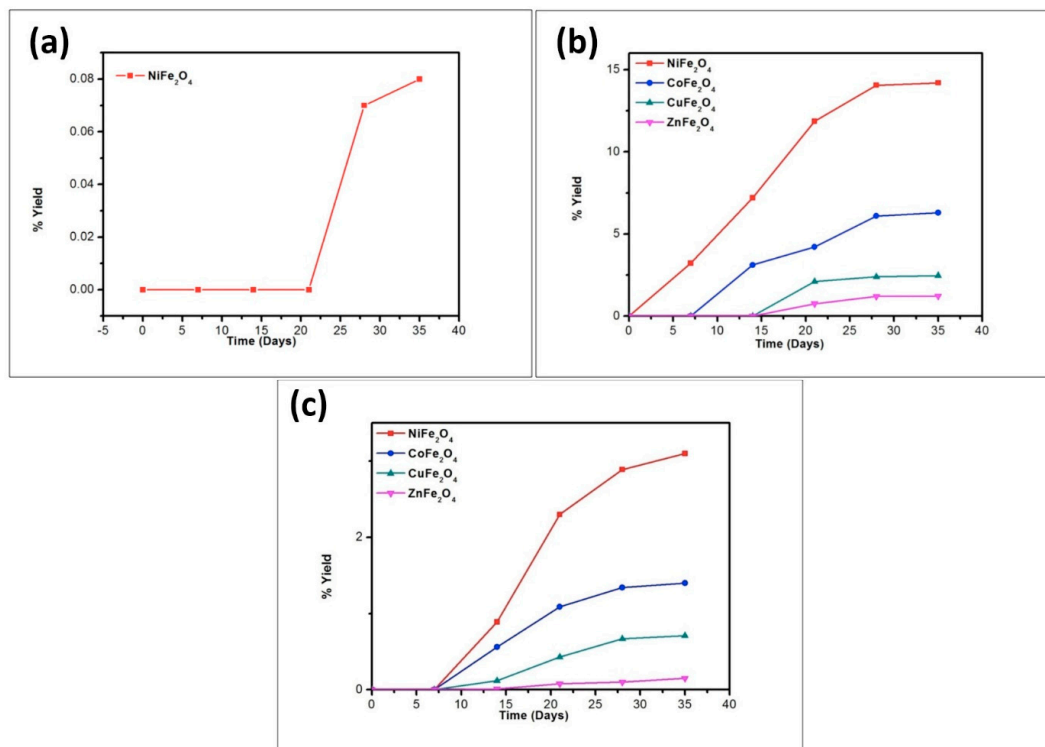 (a)
NiFe₂O₄
% Yield
0.08
0.06
0.04
0.02
0.00
-5 0 5 10 15 20 25 30 35 40
Time (Days)
(b)
NiFe₂O₄
CoFe₂O₄
CuFe₂O₄
ZnFe₂O₄
% Yield
15
10
5
0
0 5 10 15 20 25 30 35 40
Time (Days)
(c)
NiFe₂O₄
CoFe₂O₄
CuFe₂O₄
ZnFe₂O₄
% Yield
2
0
0 5 10 15 20 25 30 35 40
Time (Days)